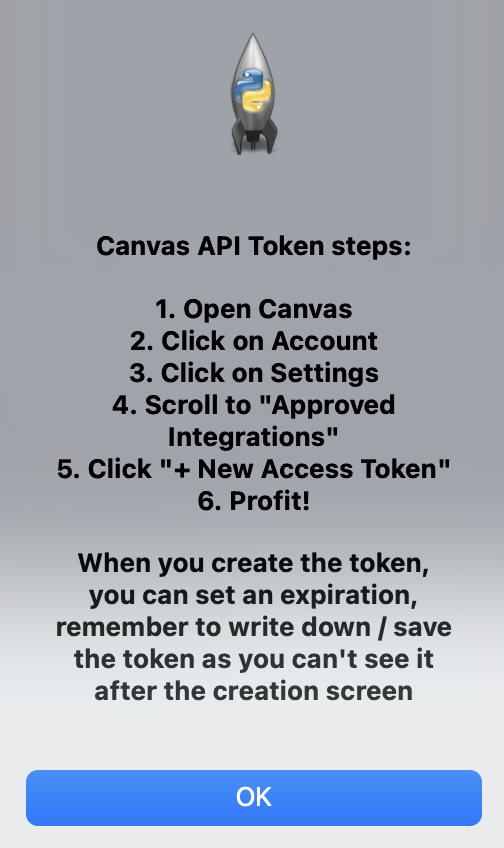 Canvas API Token steps:
1. Open Canvas
2. Click on Account
3. Click on Settings
4. Scroll to "Approved
Integrations"
5. Click "+ New Access Token"
6. Profit!
When you create the token,
you can set an expiration,
remember to write down / save
the token as you can't see it
after the creation screen
OK